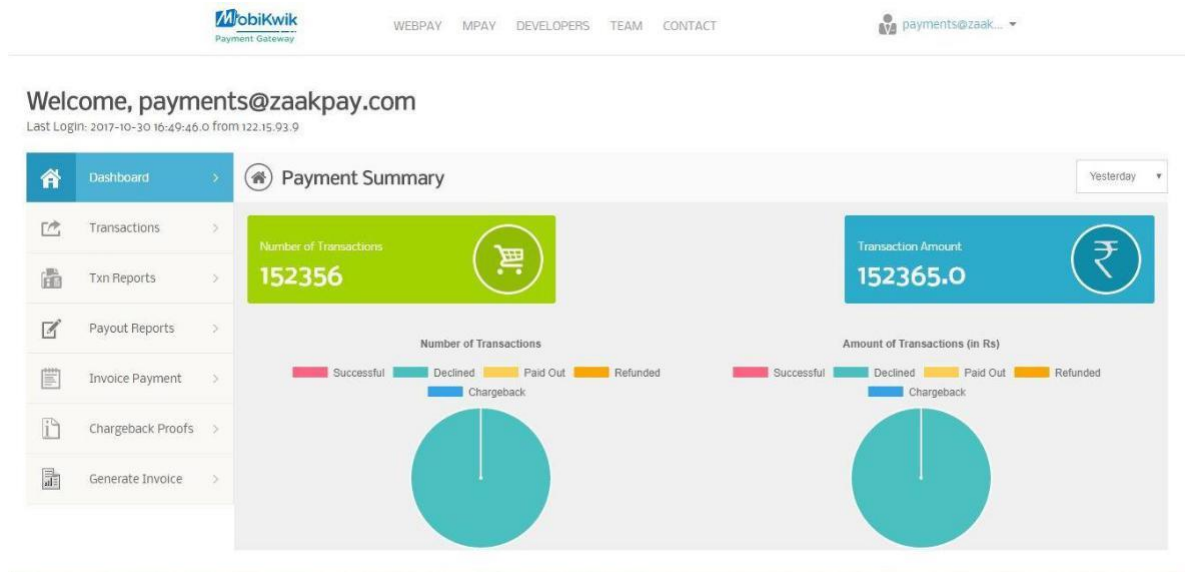 MobiKwik
Payment Gateway
WEBPAY MPAY DEVELOPERS TEAM CONTACT
payments@zaak...
Welcome, payments@zaakpay.com
Last Login: 2017-10-30 16:49:46.0 from 122.15.93.9
Dashboard
Transactions
Txn Reports
Payout Reports
Invoice Payment
Chargeback Proofs
Generate Invoice
Payment Summary
Yesterday
Number of Transactions
152356
Transaction Amount
152365.0
Number of Transactions
Successful Declined Paid Out Refunded
Chargeback
Amount of Transactions (in Rs)
Successful Declined Paid Out Refunded
Chargeback